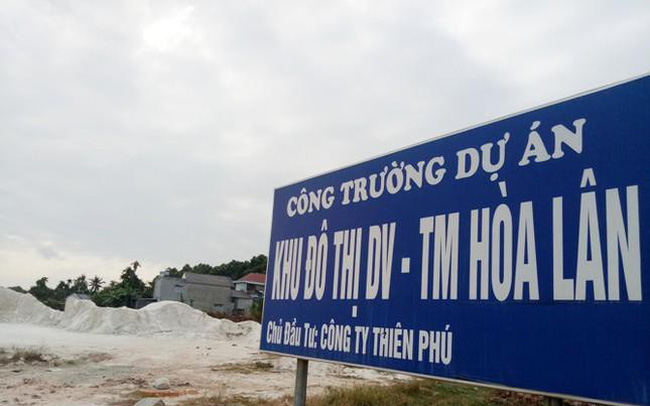 CÔNG TRƯỜNG DỰ ÁN
KHU ĐÔ THỊ DV - TM HÒA LÂN
Chủ Đầu Tư: CÔNG TY THIÊN PHÚ